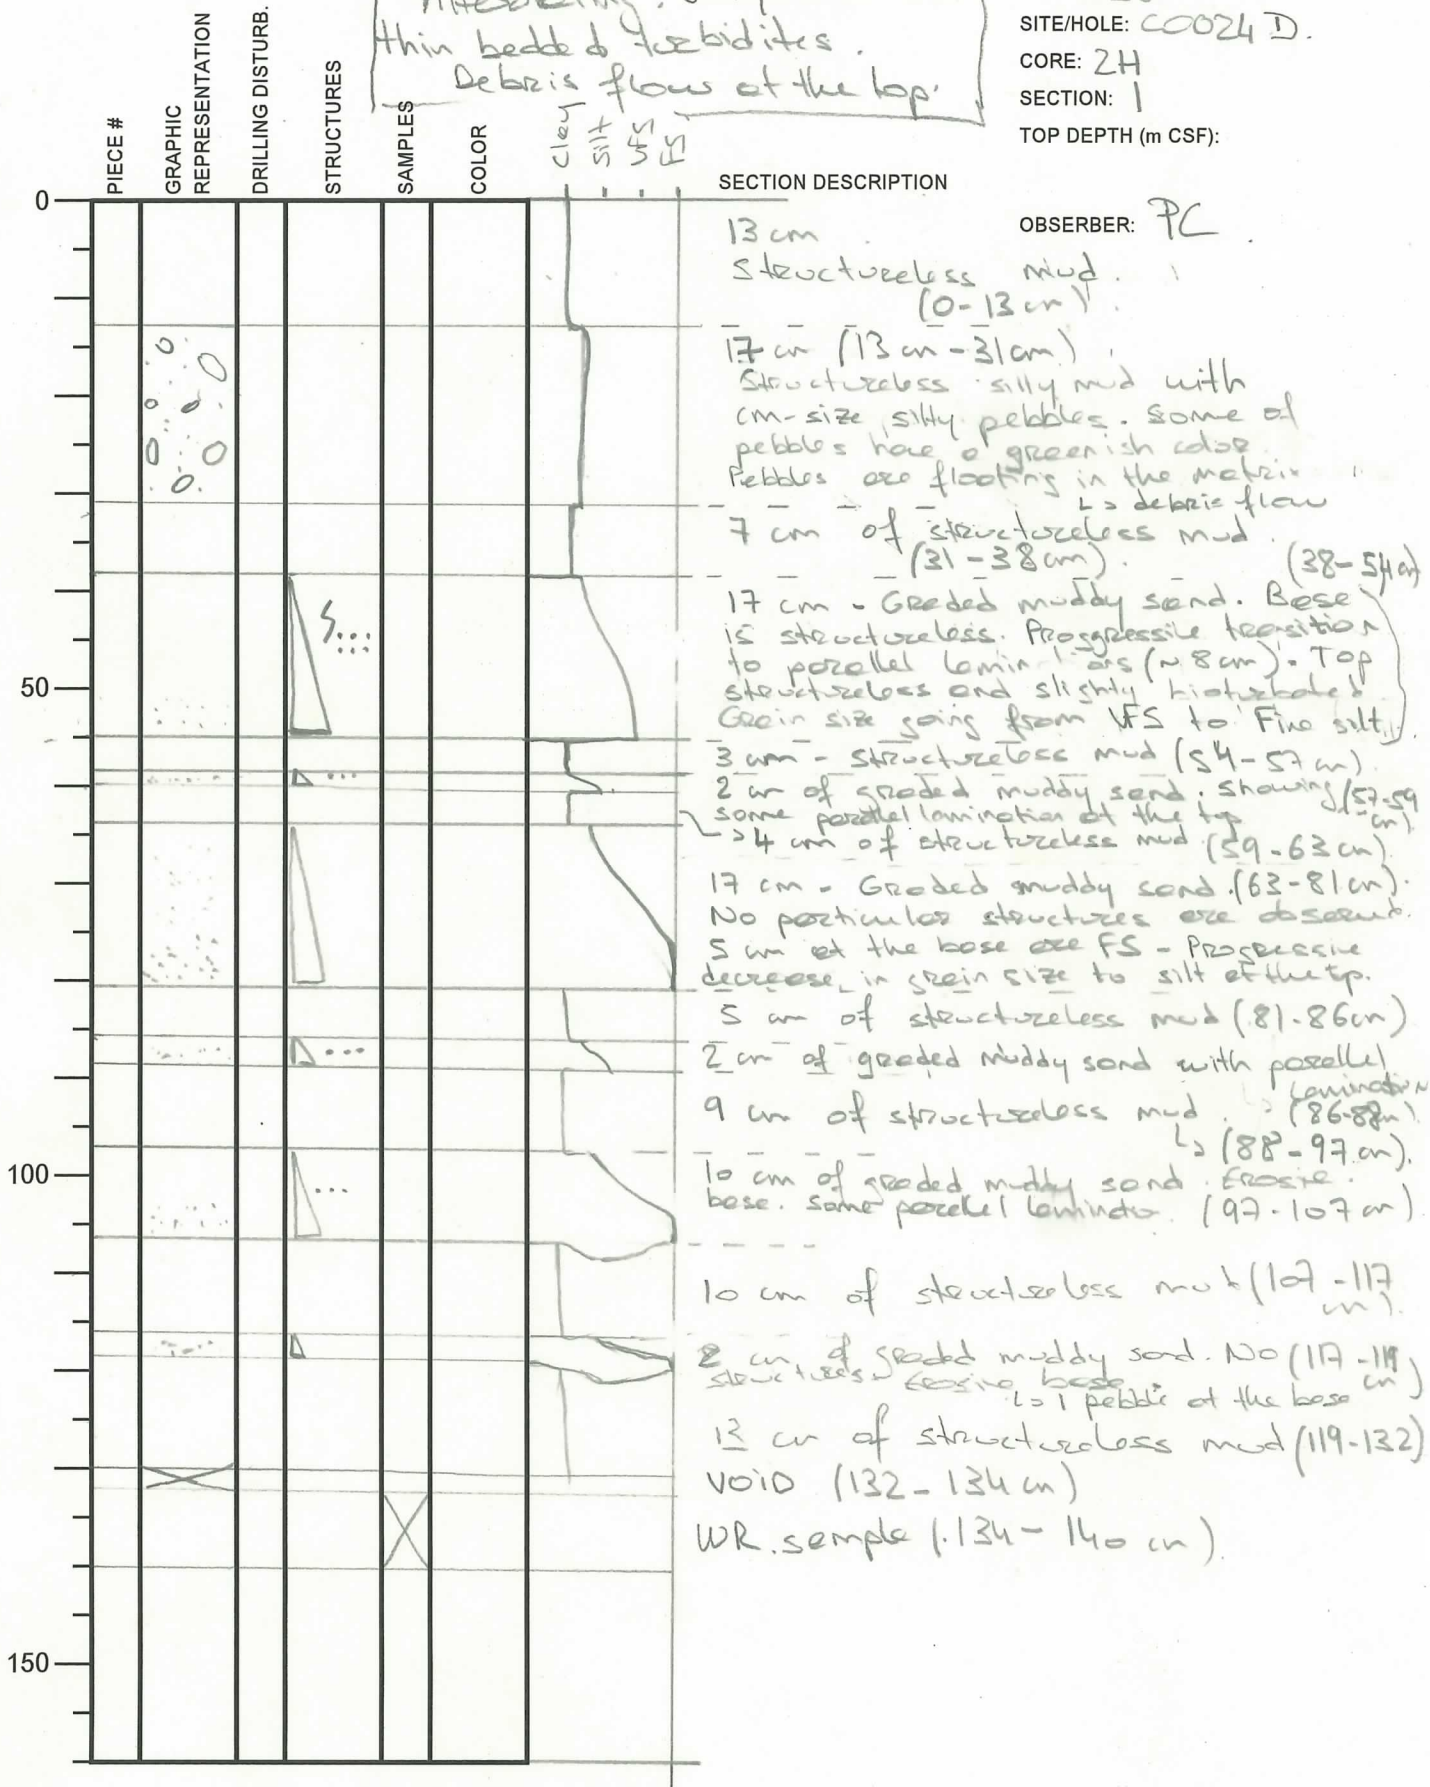 thin bedded turbidites.
Debris flows at the top.
SITE/HOLE: C0024 D.
CORE: 2H
SECTION: 1
TOP DEPTH (m CSF):
PIECE #
GRAPHIC REPRESENTATION
DRILLING DISTURB.
STRUCTURES
SAMPLES
COLOR
Clay
Silt
VFS
FS
SECTION DESCRIPTION
OBSERBER: PC
0
50
100
150
13 cm
Structureless mud.
(0-13 cm)
17 cm (13 cm - 31 cm)
Structureless silty mud with
cm-size silty pebbles. Some of
pebbles have a greenish color
Pebbles are floating in the matrix
↳ debris flow
7 cm of structureless mud.
(31-38 cm).
(38-54 cm)
17 cm - Graded muddy sand. Base
is structureless. Proggressive transition
to parallel (~ 8 cm). Top
structureless and slighty bioturbated
Grain size going from VFS to Fine silt.
3 cm - Structureless mud (54-57 cm).
2 cm of graded muddy sand. Showing (57-59 cm)
some parallel lamination at the top
→ 4 cm of structureless mud (59-63 cm)
17 cm - Graded muddy sand. (63-81 cm).
No particular structures are observed.
5 cm at the base are FS - Progressive
decrease in grain size to silt at the top.
5 cm of structureless mud (81-86 cm)
2 cm of graded muddy sand with parallel
lamination
9 cm of structureless mud. (86-88 cm)
↳ (88-97 cm).
10 cm of graded muddy sand. Erosive.
base. Some parallel lamination. (97-107 cm)
10 cm of structureless mud (107-117 cm).
2 cm of graded muddy sand. No (117-119 cm)
structures. Erosive base.
↳ 1 pebble at the base
13 cm of structureless mud (119-132)
VOID (132-134 cm)
WR. sample (134-140 cm)